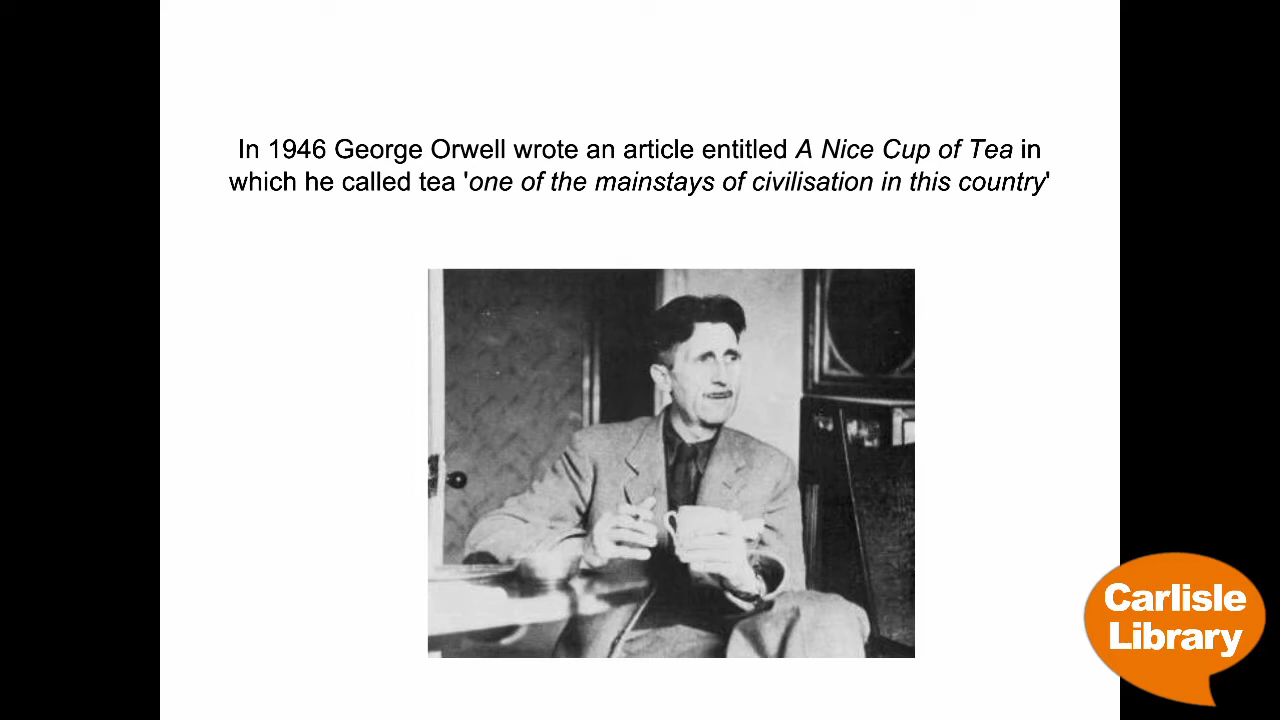 In 1946 George Orwell wrote an article entitled A Nice Cup of Tea in
which he called tea 'one of the mainstays of civilisation in this country'
Carlisle
Library